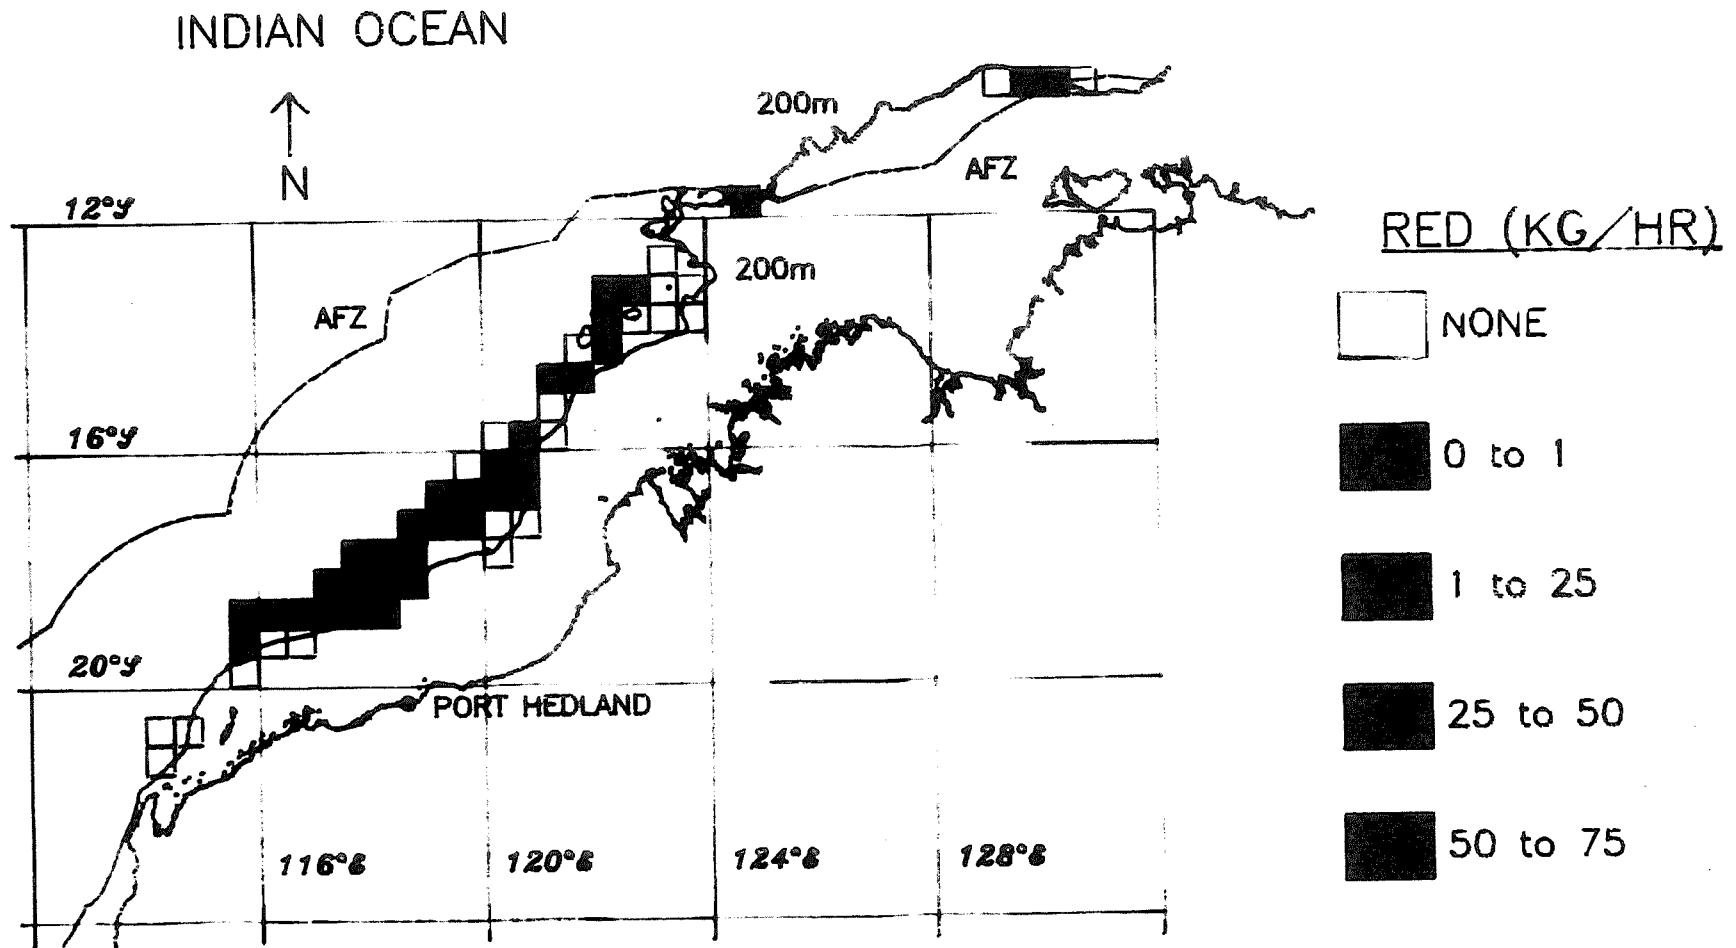 INDIAN OCEAN
N
200m
AFZ
12°S
RED (KG/HR)
200m
AFZ
NONE
16°S
0 to 1
1 to 25
20°S
PORT HEDLAND
25 to 50
50 to 75
116°E
120°E
124°E
128°E